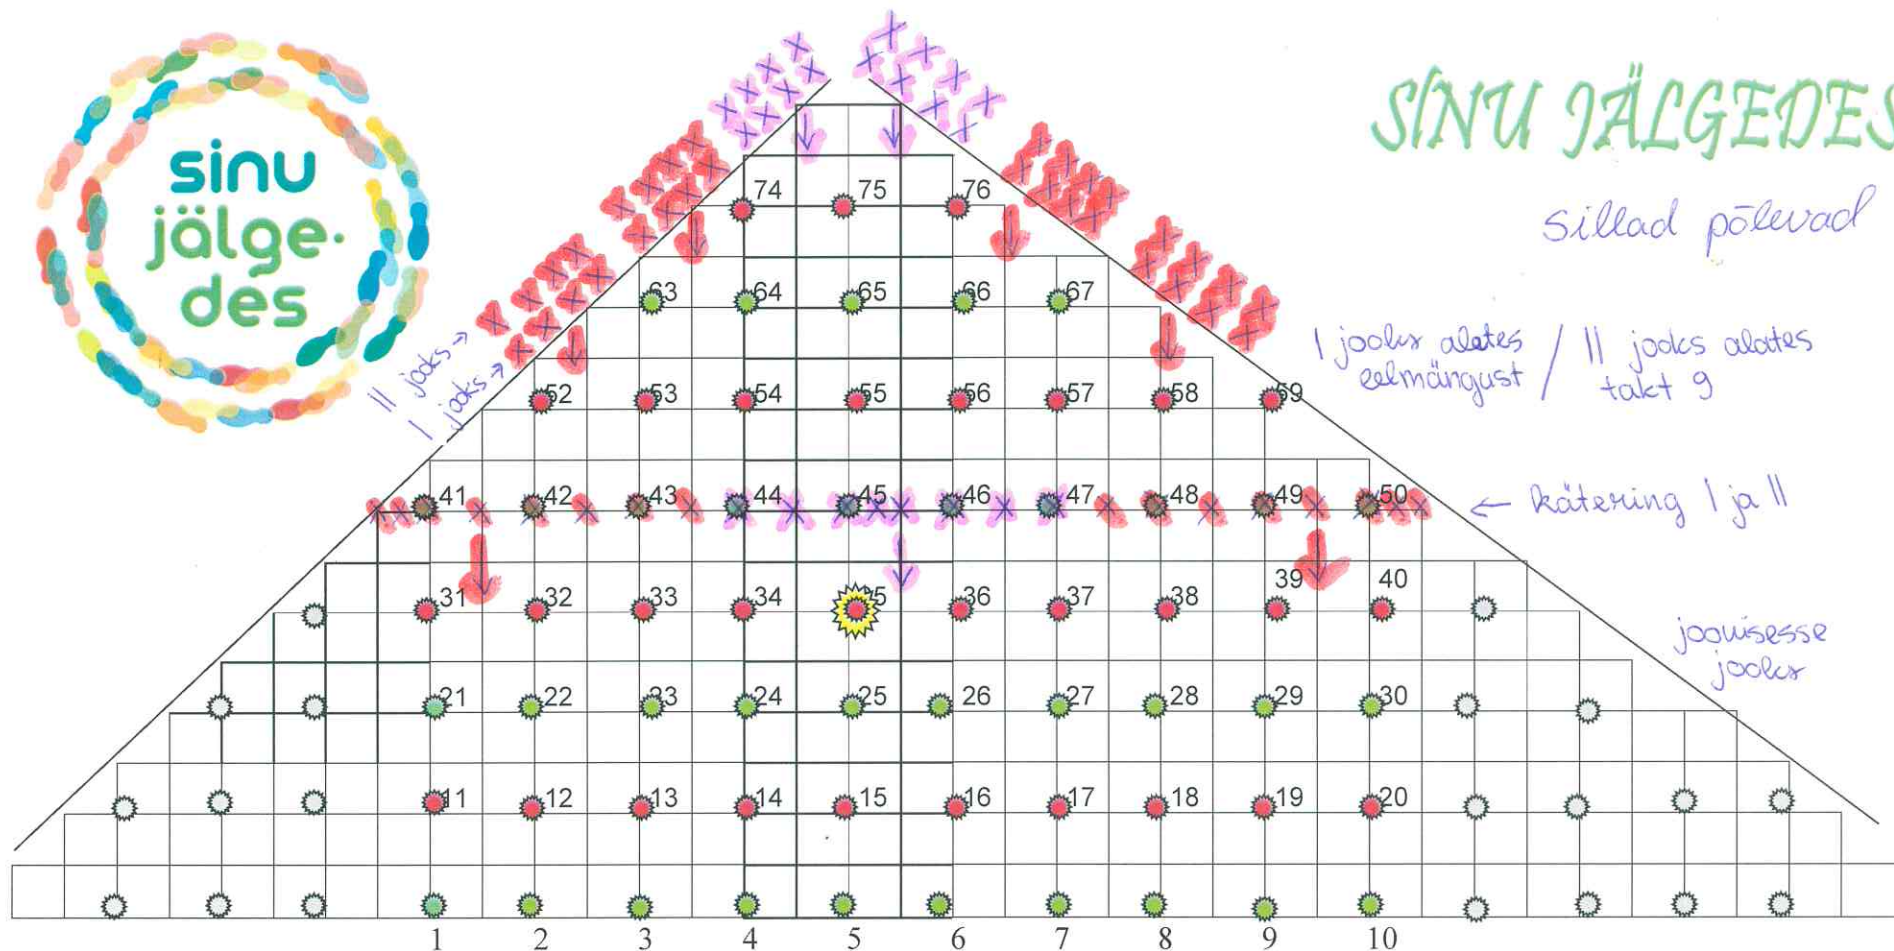 sinu
jälge·
des
SINU JÄLGEDES
sillad põlevad
I jooks alates
eelmängust / II jooks alates
takt 9
II jooks →
I jooks →
← kätering I ja II
joonisesse
jooks
74 75 76
63 64 65 66 67
52 53 54 55 56 57 58 59
41 42 43 44 45 46 47 48 49 50
31 32 33 34 35 36 37 38 39 40
21 22 23 24 25 26 27 28 29 30
11 12 13 14 15 16 17 18 19 20
1 2 3 4 5 6 7 8 9 10